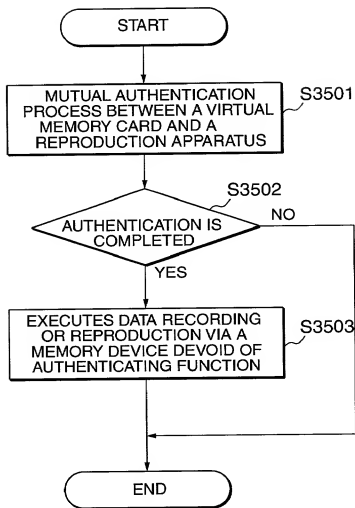 START
MUTUAL AUTHENTICATION
PROCESS BETWEEN A VIRTUAL
MEMORY CARD AND A
REPRODUCTION APPARATUS
S3501
S3502
AUTHENTICATION IS
COMPLETED
NO
YES
EXECUTES DATA RECORDING
OR REPRODUCTION VIA A
MEMORY DEVICE DEVOID OF
AUTHENTICATING FUNCTION
S3503
END